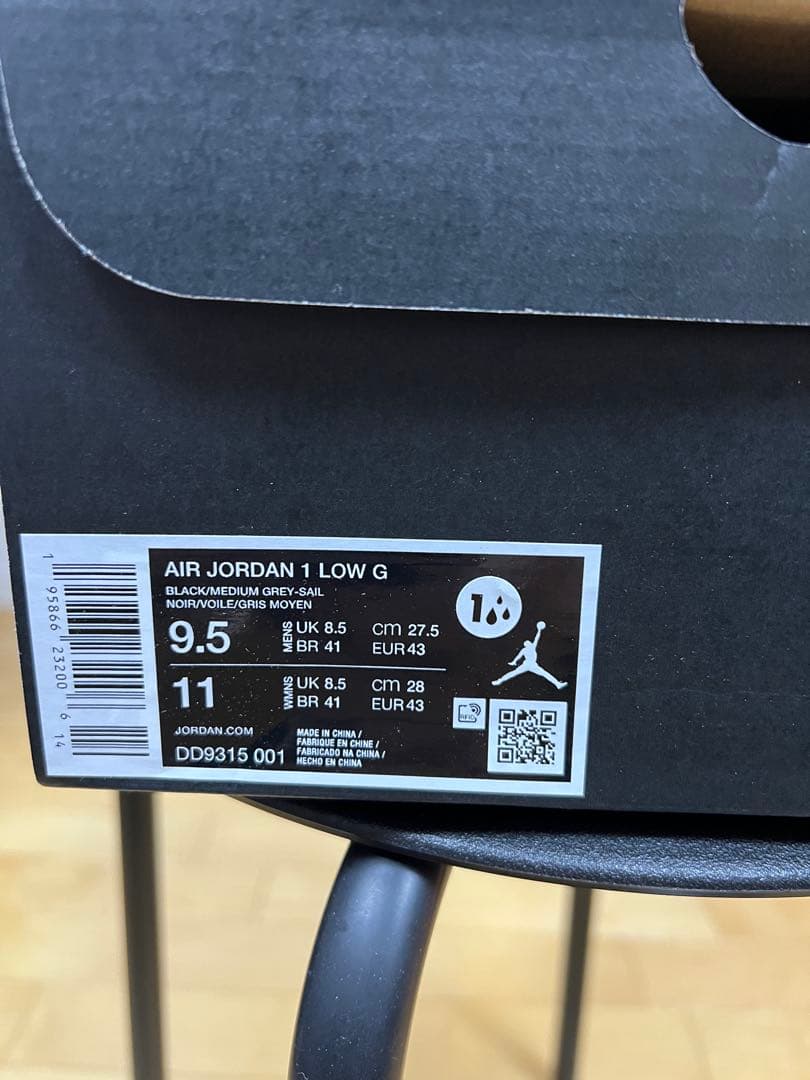 AIR JORDAN 1 LOW G
BLACK/MEDIUM GREY-SAIL
NOIR/VOILE/GRIS MOYEN
9.5 MENS UK 8.5 cm 27.5
BR 41 EUR 43
11 WMNS UK 8.5 cm 28
BR 41 EUR 43
JORDAN.COM
DD9315 001
MADE IN CHINA /
FABRIQUE EN CHINE /
FABRICADO NA CHINA /
HECHO EN CHINA
1
RFID
1 95866 23200 6 14